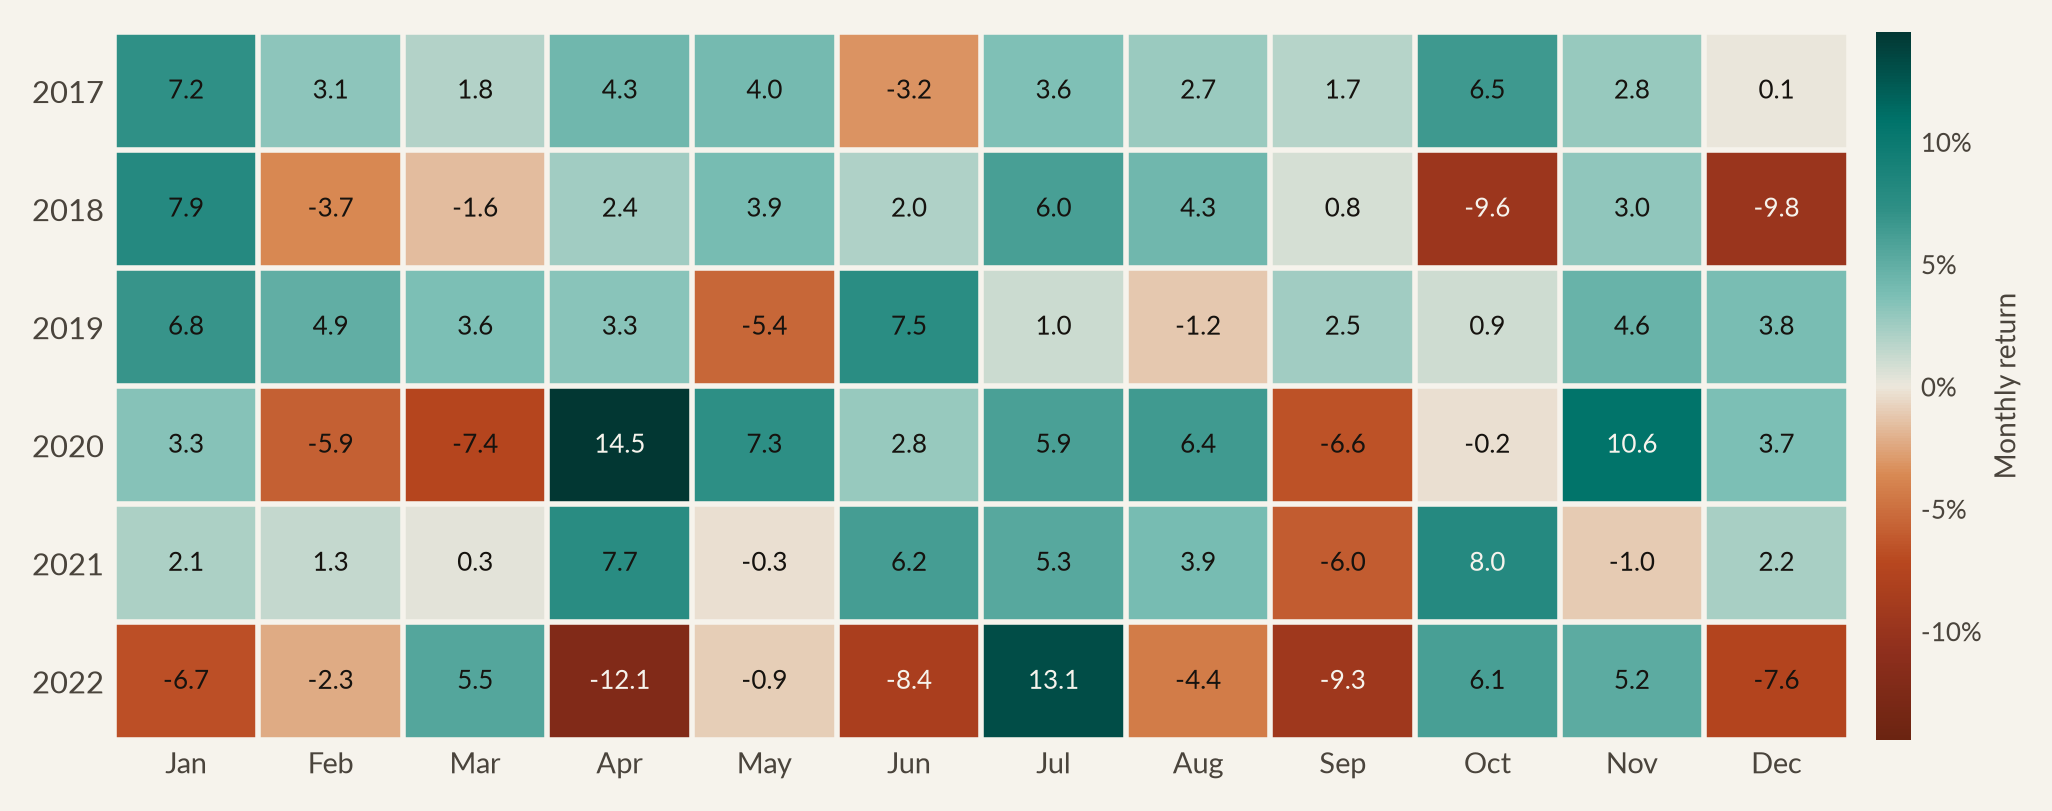 2017 7.2 3.1 1.8 4.3 4.0 -3.2 3.6 2.7 1.7 6.5 2.8 0.1
2018 7.9 -3.7 -1.6 2.4 3.9 2.0 6.0 4.3 0.8 -9.6 3.0 -9.8
2019 6.8 4.9 3.6 3.3 -5.4 7.5 1.0 -1.2 2.5 0.9 4.6 3.8
2020 3.3 -5.9 -7.4 14.5 7.3 2.8 5.9 6.4 -6.6 -0.2 10.6 3.7
2021 2.1 1.3 0.3 7.7 -0.3 6.2 5.3 3.9 -6.0 8.0 -1.0 2.2
2022 -6.7 -2.3 5.5 -12.1 -0.9 -8.4 13.1 -4.4 -9.3 6.1 5.2 -7.6
Jan Feb Mar Apr May Jun Jul Aug Sep Oct Nov Dec
10%
5%
0%
-5%
-10%
Monthly return